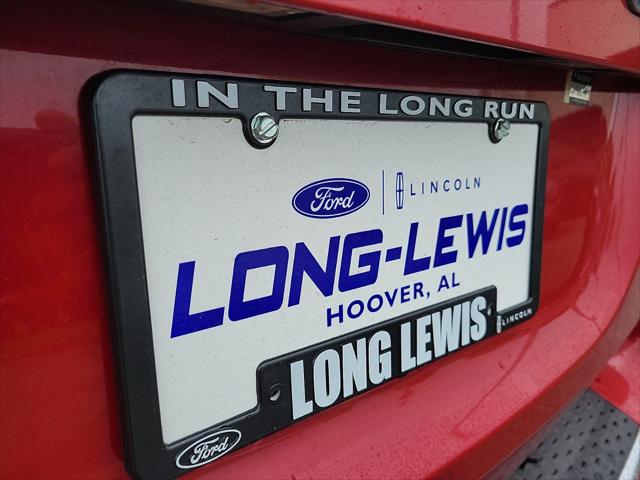 IN THE LONG RUN
Ford LINCOLN
LONG-LEWIS
HOOVER, AL
LONG LEWIS
LINCOLN
Ford